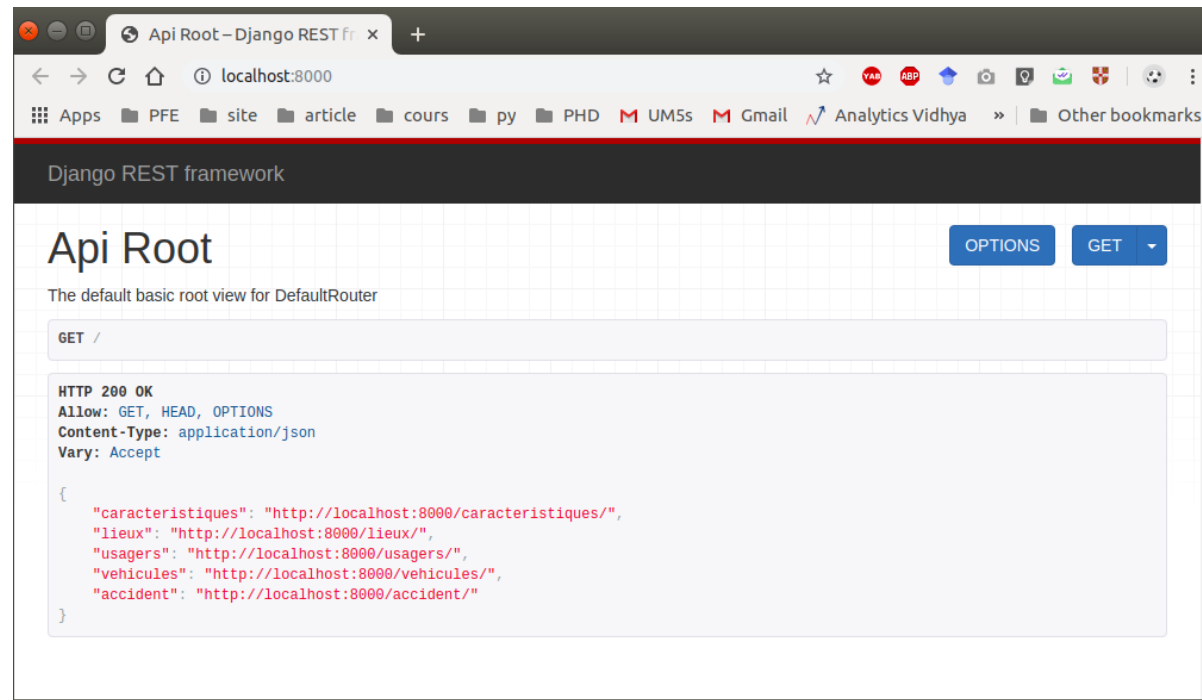 Api Root – Django REST fr
localhost:8000
YAB ABP
Apps PFE site article cours py PHD UM5s Gmail Analytics Vidhya » Other bookmarks
Django REST framework
Api Root OPTIONS GET
The default basic root view for DefaultRouter
GET /
HTTP 200 OK
Allow: GET, HEAD, OPTIONS
Content-Type: application/json
Vary: Accept
{
    "caracteristiques": "http://localhost:8000/caracteristiques/",
    "lieux": "http://localhost:8000/lieux/",
    "usagers": "http://localhost:8000/usagers/",
    "vehicules": "http://localhost:8000/vehicules/",
    "accident": "http://localhost:8000/accident/"
}